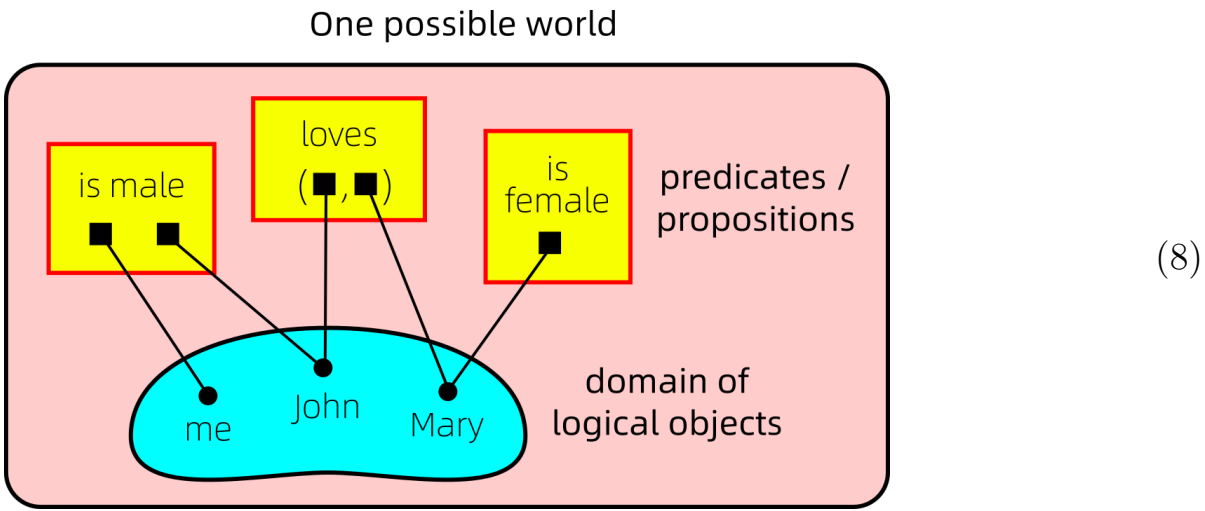 One possible world
loves
( , )
is male
is
female
predicates /
propositions
(8)
me
John
Mary
domain of
logical objects